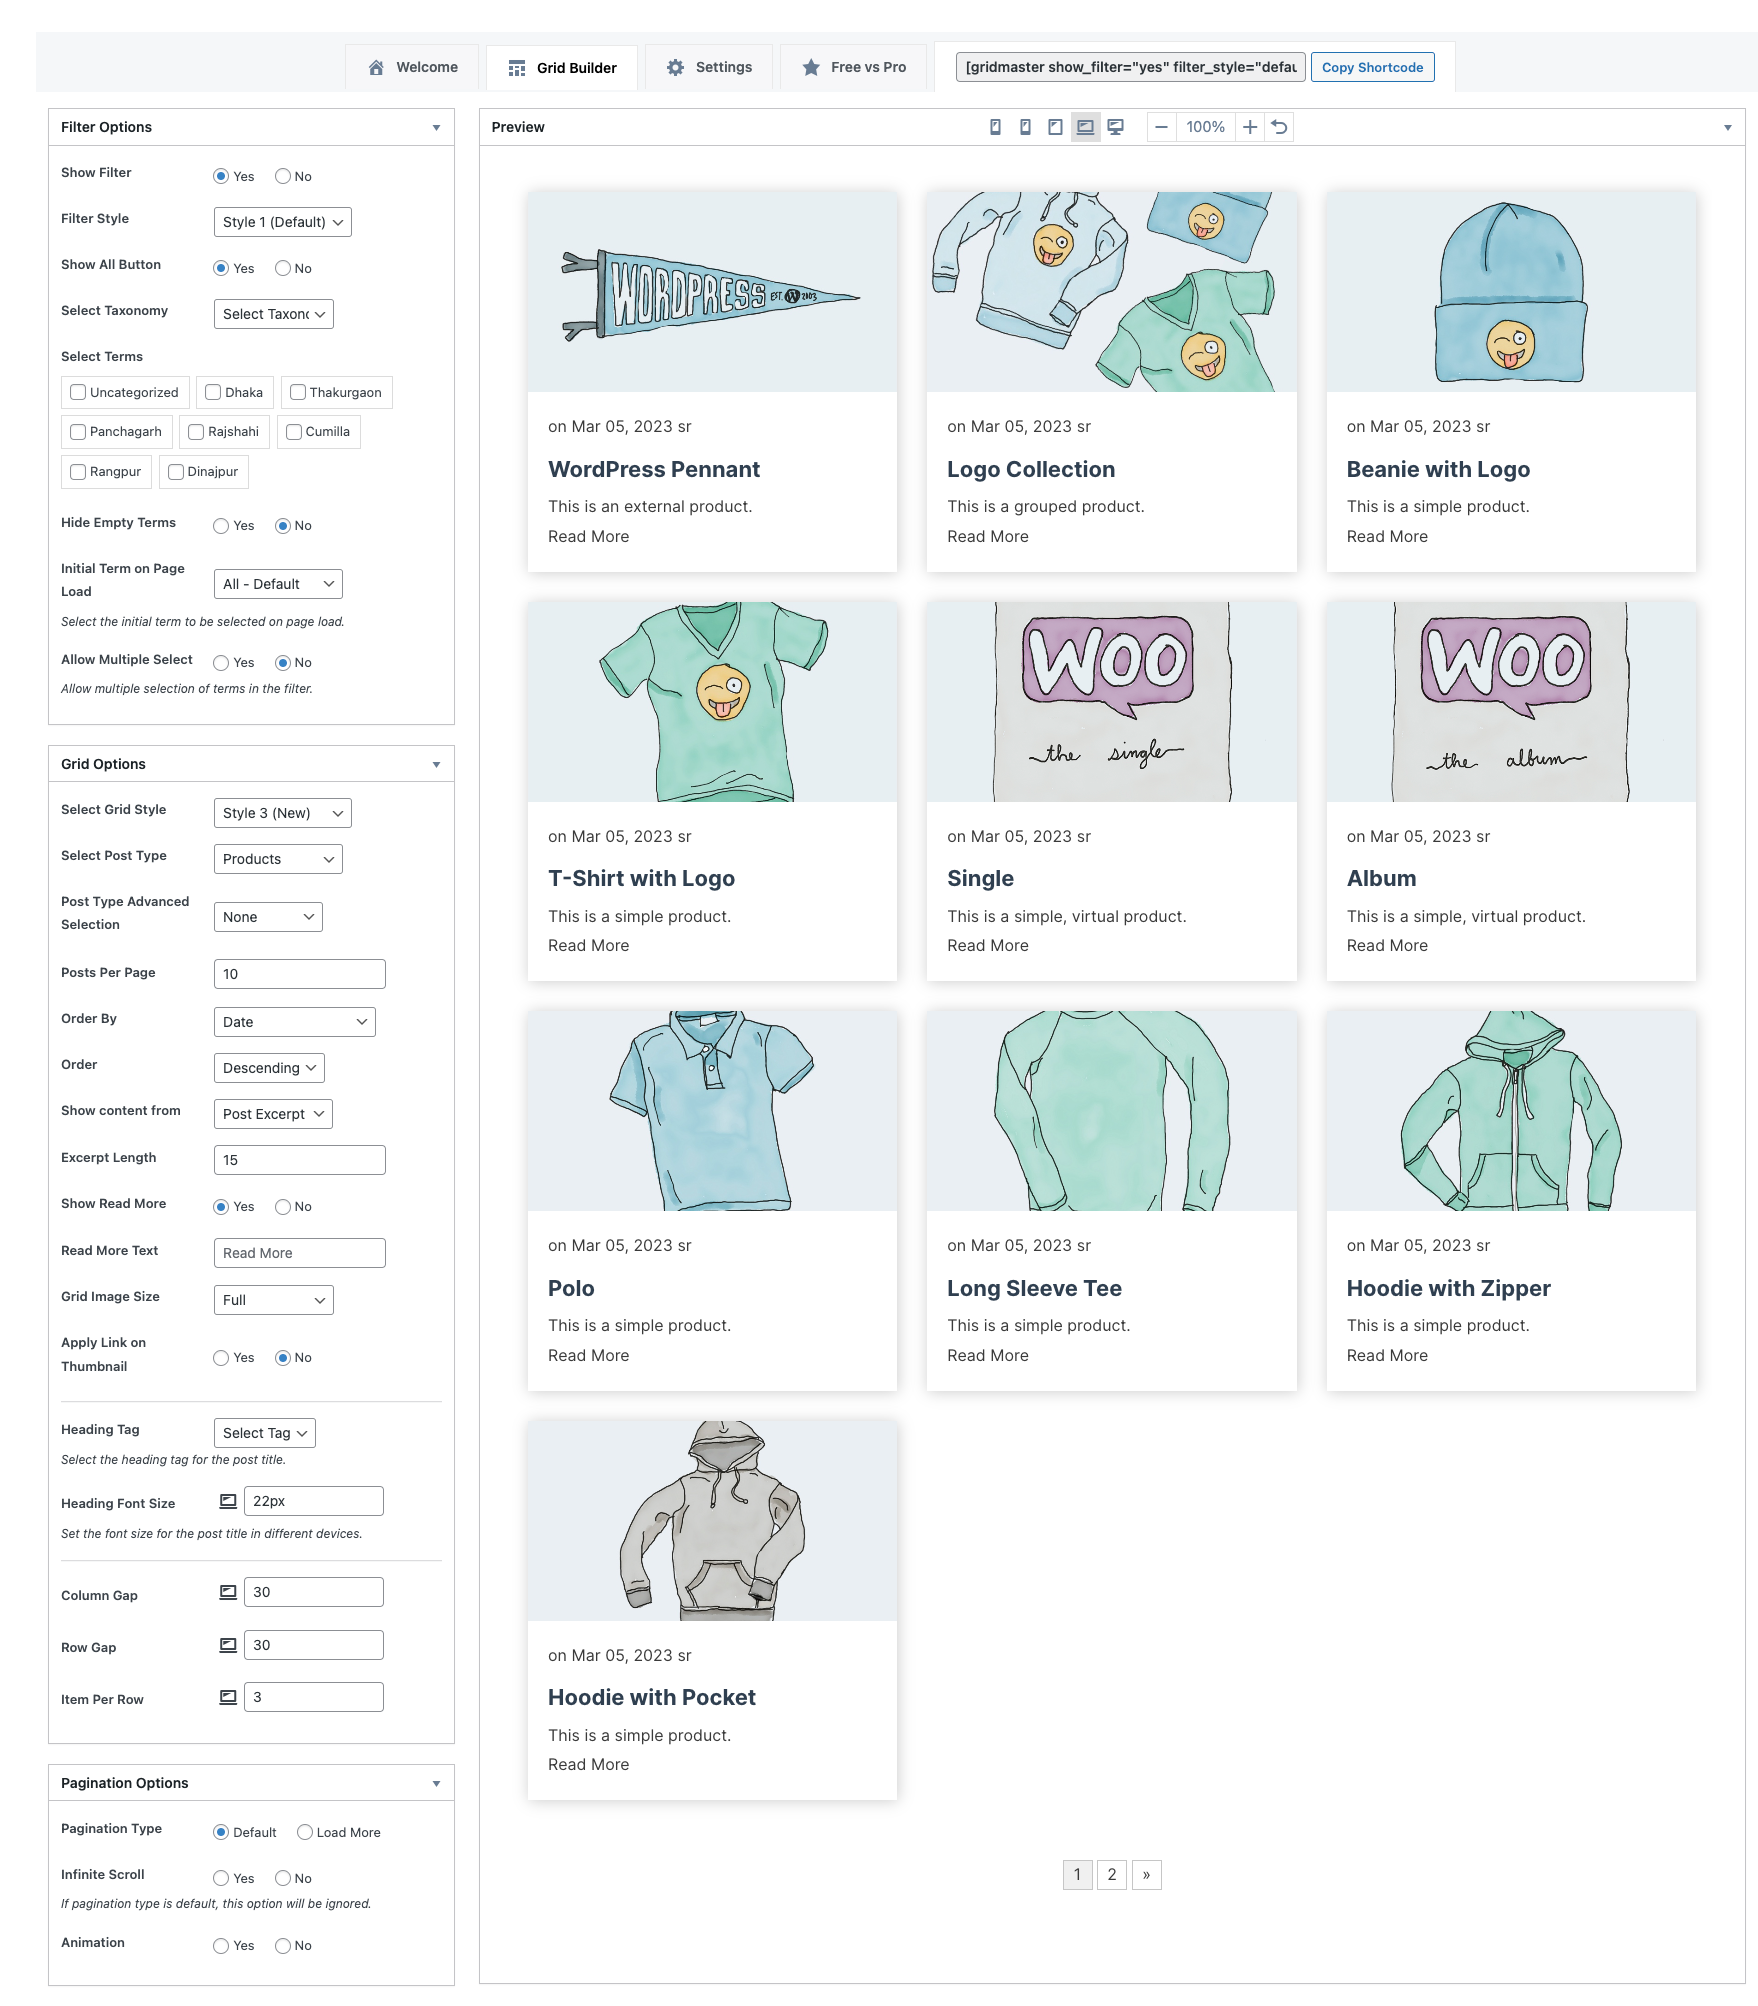 Welcome
Grid Builder
Settings
Free vs Pro
[gridmaster show_filter="yes" filter_style="defau
Copy Shortcode
Filter Options
Show Filter
Yes No
Filter Style
Style 1 (Default)
Show All Button
Yes No
Select Taxonomy
Select Taxon
Select Terms
Uncategorized Dhaka Thakurgaon
Panchagarh Rajshahi Cumilla
Rangpur Dinajpur
Hide Empty Terms
Yes No
Initial Term on Page
Load
All - Default
Select the initial term to be selected on page load.
Allow Multiple Select
Yes No
Allow multiple selection of terms in the filter.
Grid Options
Select Grid Style
Style 3 (New)
Select Post Type
Products
Post Type Advanced
Selection
None
Posts Per Page
10
Order By
Date
Order
Descending
Show content from
Post Excerpt
Excerpt Length
15
Show Read More
Yes No
Read More Text
Read More
Grid Image Size
Full
Apply Link on
Thumbnail
Yes No
Heading Tag
Select Tag
Select the heading tag for the post title.
Heading Font Size
22px
Set the font size for the post title in different devices.
Column Gap
30
Row Gap
30
Item Per Row
3
Pagination Options
Pagination Type
Default Load More
Infinite Scroll
Yes No
If pagination type is default, this option will be ignored.
Animation
Yes No
Preview
100%
WORDPRESS EST. 2003
on Mar 05, 2023 sr
WordPress Pennant
This is an external product.
Read More
on Mar 05, 2023 sr
Logo Collection
This is a grouped product.
Read More
on Mar 05, 2023 sr
Beanie with Logo
This is a simple product.
Read More
on Mar 05, 2023 sr
T-Shirt with Logo
This is a simple product.
Read More
WOO
the single
on Mar 05, 2023 sr
Single
This is a simple, virtual product.
Read More
WOO
the album
on Mar 05, 2023 sr
Album
This is a simple, virtual product.
Read More
on Mar 05, 2023 sr
Polo
This is a simple product.
Read More
on Mar 05, 2023 sr
Long Sleeve Tee
This is a simple product.
Read More
on Mar 05, 2023 sr
Hoodie with Zipper
This is a simple product.
Read More
on Mar 05, 2023 sr
Hoodie with Pocket
This is a simple product.
Read More
1 2 »